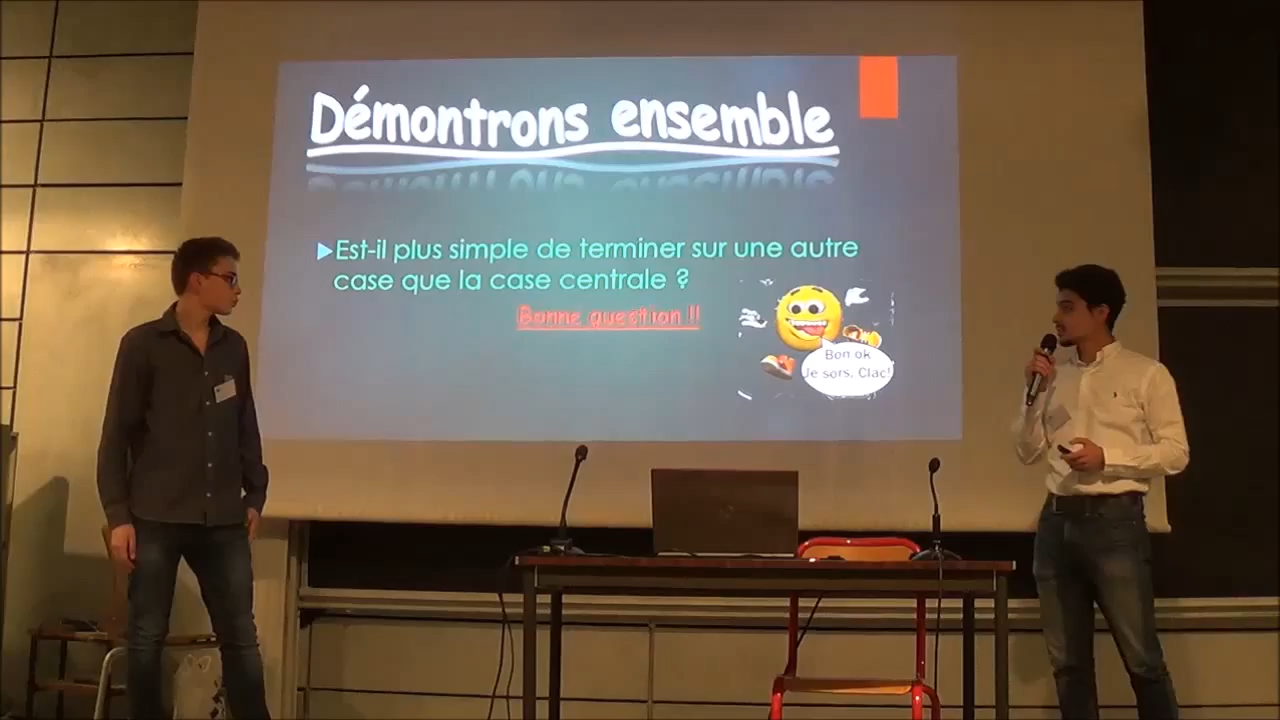 Démontrons ensemble
Est-il plus simple de terminer sur une autre
case que la case centrale ?
Bonne question !!
Bon ok
Je sors. Clac!